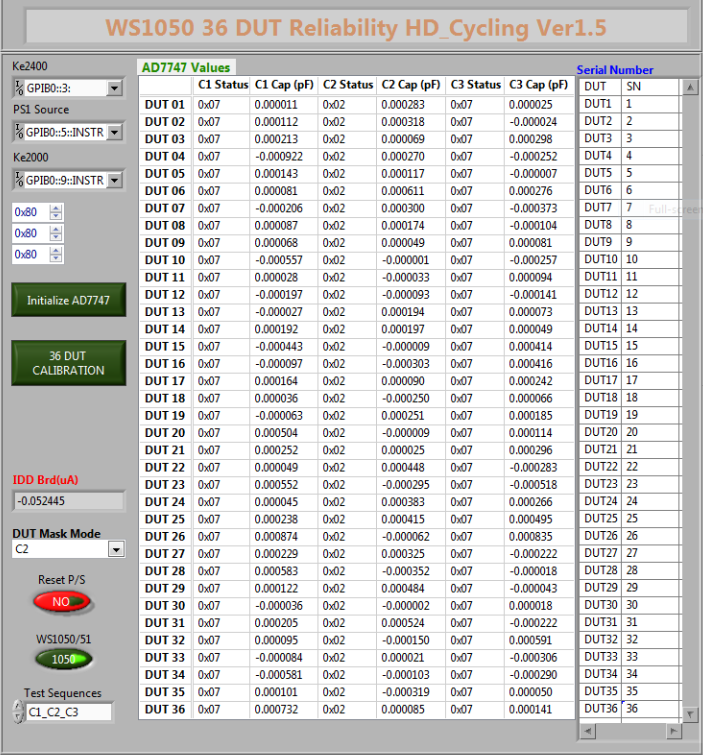 WS1050 36 DUT Reliability HD_Cycling Ver1.5
Ke2400
GPIB0::3:
PS1 Source
GPIB0::5::INSTR
Ke2000
GPIB0::9::INSTR
0x80
0x80
0x80
Initialize AD7747
36 DUT
CALIBRATION
IDD Brd(uA)
-0.052445
DUT Mask Mode
C2
Reset P/S
NO
WS1050/51
1050
Test Sequences
C1_C2_C3
AD7747 Values
C1 Status C1 Cap (pF) C2 Status C2 Cap (pF) C3 Status C3 Cap (pF)
DUT 01 0x07 0.000011 0x02 0.000283 0x07 0.000025
DUT 02 0x07 0.000112 0x02 0.000318 0x07 -0.000024
DUT 03 0x07 0.000213 0x02 0.000069 0x07 0.000298
DUT 04 0x07 -0.000922 0x02 0.000270 0x07 -0.000252
DUT 05 0x07 0.000143 0x02 0.000117 0x07 -0.000007
DUT 06 0x07 0.000081 0x02 0.000611 0x07 0.000276
DUT 07 0x07 -0.000206 0x02 0.000300 0x07 -0.000373
DUT 08 0x07 0.000087 0x02 0.000174 0x07 -0.000104
DUT 09 0x07 0.000068 0x02 0.000049 0x07 0.000081
DUT 10 0x07 -0.000557 0x02 -0.000001 0x07 -0.000257
DUT 11 0x07 0.000028 0x02 -0.000033 0x07 0.000094
DUT 12 0x07 -0.000197 0x02 -0.000093 0x07 -0.000141
DUT 13 0x07 -0.000027 0x02 0.000194 0x07 0.000073
DUT 14 0x07 0.000192 0x02 0.000197 0x07 0.000049
DUT 15 0x07 -0.000443 0x02 -0.000009 0x07 0.000414
DUT 16 0x07 -0.000097 0x02 -0.000303 0x07 0.000416
DUT 17 0x07 0.000164 0x02 0.000090 0x07 0.000242
DUT 18 0x07 0.000036 0x02 -0.000250 0x07 0.000066
DUT 19 0x07 -0.000063 0x02 0.000251 0x07 0.000185
DUT 20 0x07 0.000504 0x02 -0.000009 0x07 0.000114
DUT 21 0x07 0.000252 0x02 0.000025 0x07 0.000296
DUT 22 0x07 0.000049 0x02 0.000448 0x07 -0.000283
DUT 23 0x07 0.000552 0x02 -0.000295 0x07 -0.000518
DUT 24 0x07 0.000045 0x02 0.000383 0x07 0.000266
DUT 25 0x07 0.000238 0x02 0.000415 0x07 0.000495
DUT 26 0x07 0.000874 0x02 -0.000062 0x07 0.000835
DUT 27 0x07 0.000229 0x02 0.000325 0x07 -0.000222
DUT 28 0x07 0.000583 0x02 -0.000352 0x07 -0.000018
DUT 29 0x07 0.000122 0x02 0.000484 0x07 -0.000043
DUT 30 0x07 -0.000036 0x02 -0.000002 0x07 0.000018
DUT 31 0x07 0.000205 0x02 0.000524 0x07 -0.000222
DUT 32 0x07 0.000095 0x02 -0.000150 0x07 0.000591
DUT 33 0x07 -0.000084 0x02 0.000021 0x07 -0.000306
DUT 34 0x07 -0.000581 0x02 -0.000103 0x07 -0.000290
DUT 35 0x07 0.000101 0x02 -0.000319 0x07 0.000050
DUT 36 0x07 0.000732 0x02 0.000085 0x07 0.000141
Serial Number
DUT SN
DUT1 1
DUT2 2
DUT3 3
DUT4 4
DUT5 5
DUT6 6
DUT7 7 Full-screen
DUT8 8
DUT9 9
DUT10 10
DUT11 11
DUT12 12
DUT13 13
DUT14 14
DUT15 15
DUT16 16
DUT17 17
DUT18 18
DUT19 19
DUT20 20
DUT21 21
DUT22 22
DUT23 23
DUT24 24
DUT25 25
DUT26 26
DUT27 27
DUT28 28
DUT29 29
DUT30 30
DUT31 31
DUT32 32
DUT33 33
DUT34 34
DUT35 35
DUT36 36